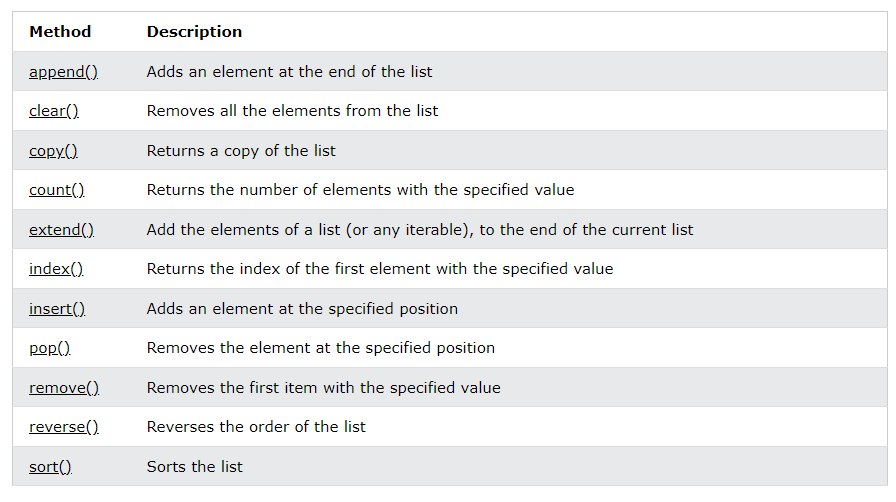 Method Description
append() Adds an element at the end of the list
clear() Removes all the elements from the list
copy() Returns a copy of the list
count() Returns the number of elements with the specified value
extend() Add the elements of a list (or any iterable), to the end of the current list
index() Returns the index of the first element with the specified value
insert() Adds an element at the specified position
pop() Removes the element at the specified position
remove() Removes the first item with the specified value
reverse() Reverses the order of the list
sort() Sorts the list